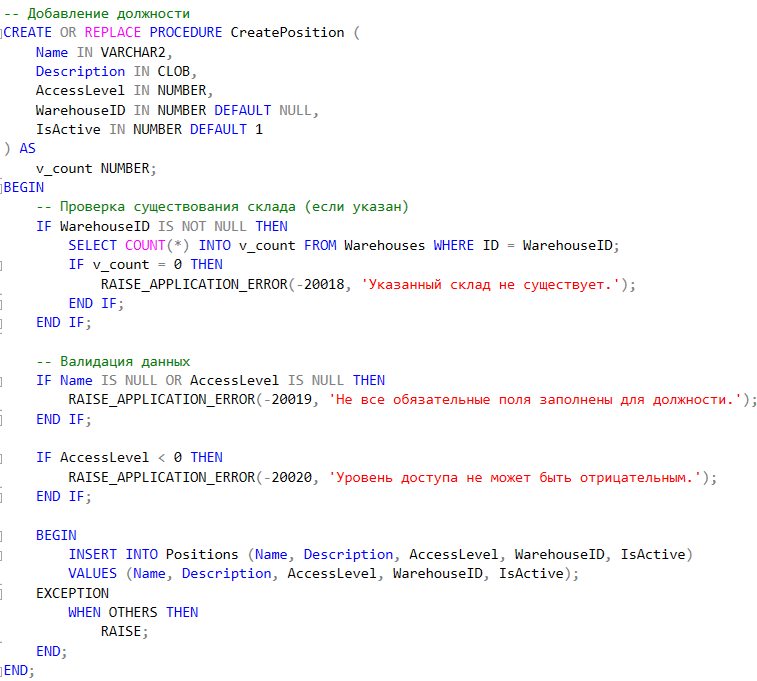 -- Добавление должности
CREATE OR REPLACE PROCEDURE CreatePosition (
    Name IN VARCHAR2,
    Description IN CLOB,
    AccessLevel IN NUMBER,
    WarehouseID IN NUMBER DEFAULT NULL,
    IsActive IN NUMBER DEFAULT 1
) AS
    v_count NUMBER;
BEGIN
    -- Проверка существования склада (если указан)
    IF WarehouseID IS NOT NULL THEN
        SELECT COUNT(*) INTO v_count FROM Warehouses WHERE ID = WarehouseID;
        IF v_count = 0 THEN
            RAISE_APPLICATION_ERROR(-20018, 'Указанный склад не существует.');
        END IF;
    END IF;

    -- Валидация данных
    IF Name IS NULL OR AccessLevel IS NULL THEN
        RAISE_APPLICATION_ERROR(-20019, 'Не все обязательные поля заполнены для должности.');
    END IF;

    IF AccessLevel < 0 THEN
        RAISE_APPLICATION_ERROR(-20020, 'Уровень доступа не может быть отрицательным.');
    END IF;

    BEGIN
        INSERT INTO Positions (Name, Description, AccessLevel, WarehouseID, IsActive)
        VALUES (Name, Description, AccessLevel, WarehouseID, IsActive);
    EXCEPTION
        WHEN OTHERS THEN
            RAISE;
    END;
END;